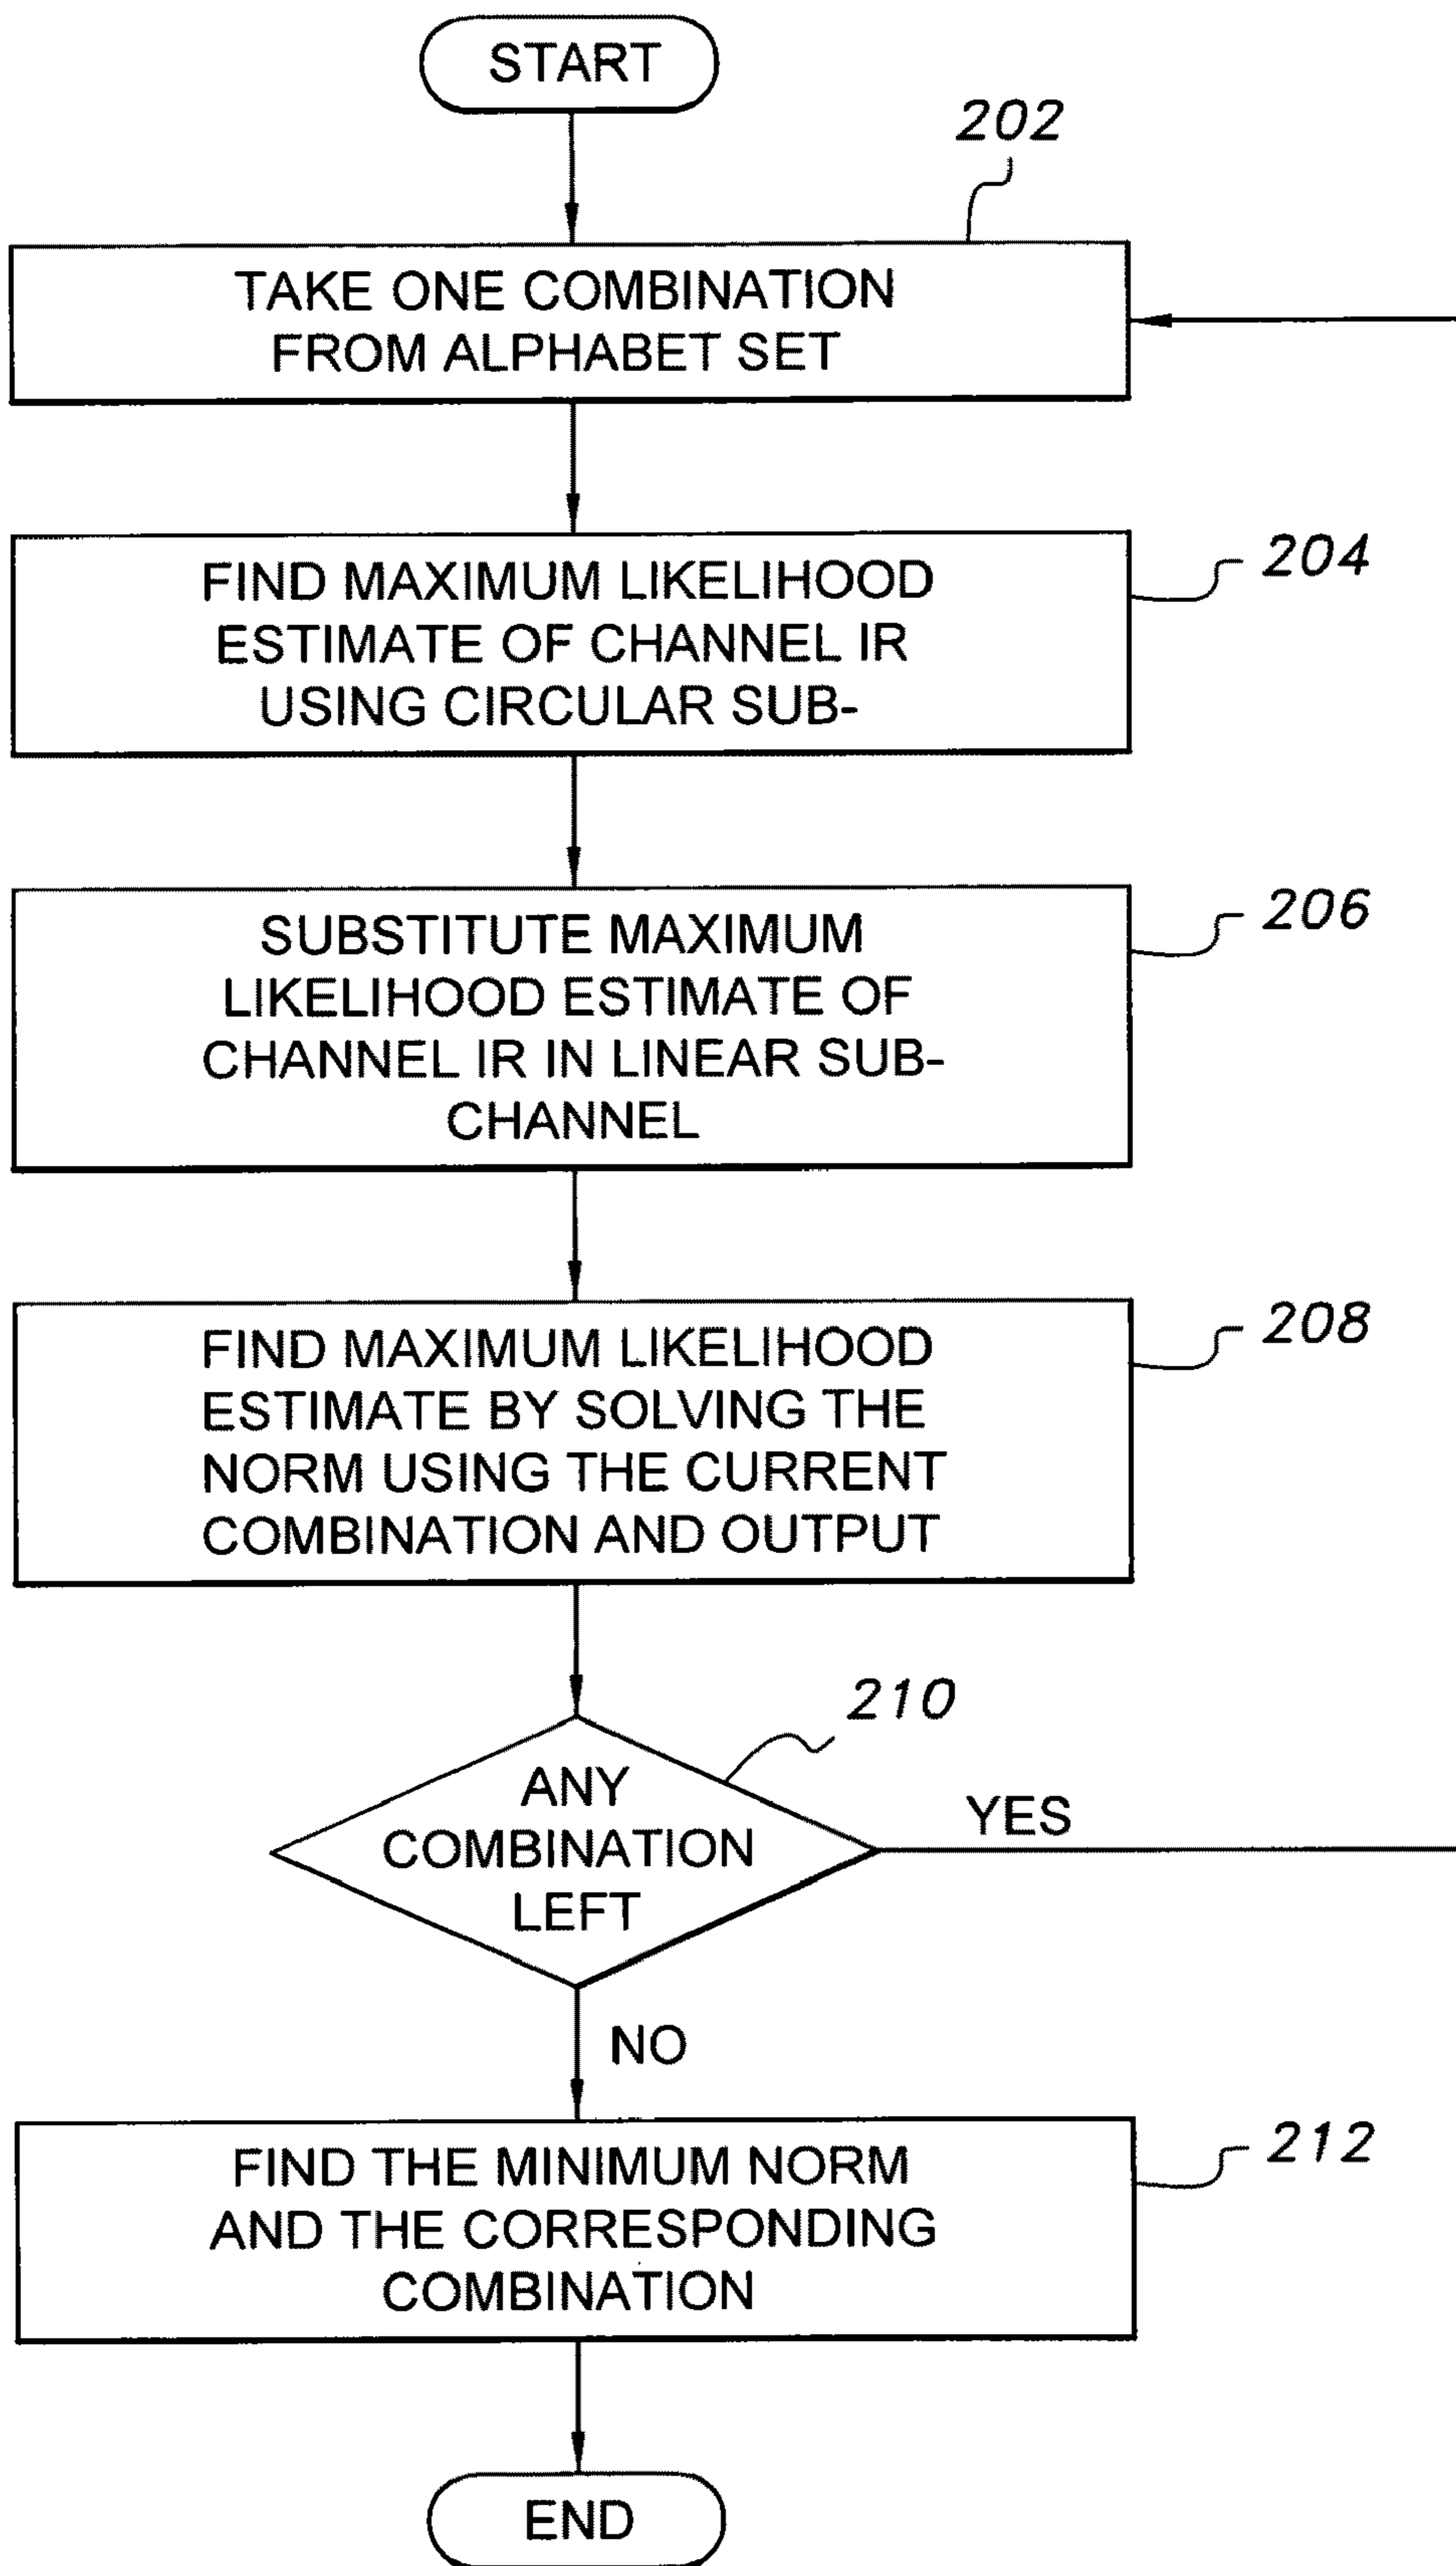 START
202
TAKE ONE COMBINATION
FROM ALPHABET SET
204
FIND MAXIMUM LIKELIHOOD
ESTIMATE OF CHANNEL IR
USING CIRCULAR SUB-
206
SUBSTITUTE MAXIMUM
LIKELIHOOD ESTIMATE OF
CHANNEL IR IN LINEAR SUB-
CHANNEL
208
FIND MAXIMUM LIKELIHOOD
ESTIMATE BY SOLVING THE
NORM USING THE CURRENT
COMBINATION AND OUTPUT
210
ANY
COMBINATION
LEFT
YES
NO
212
FIND THE MINIMUM NORM
AND THE CORRESPONDING
COMBINATION
END